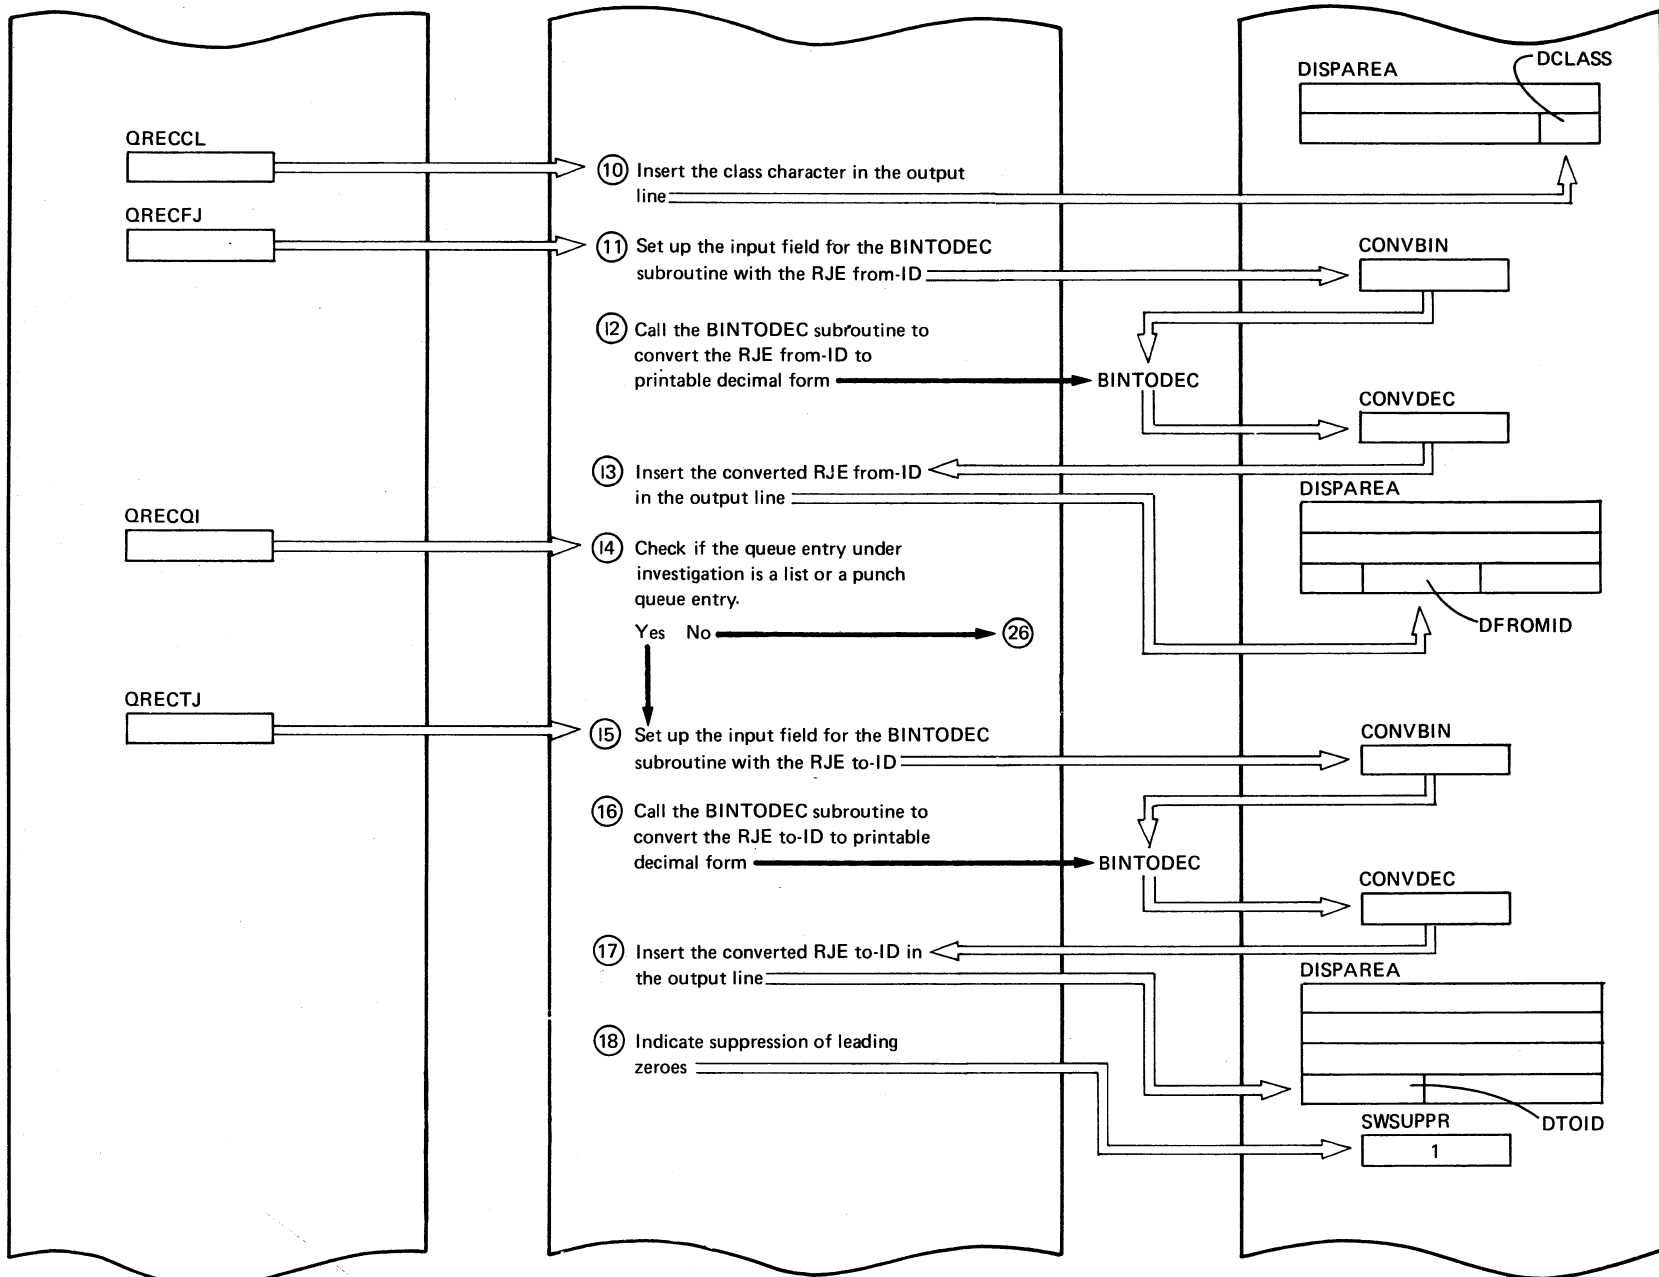 DCLASS
DISPAREA
QRECCL
(10) Insert the class character in the output
line
QRECFJ
(11) Set up the input field for the BINTODEC
subroutine with the RJE from-ID
CONVBIN
(12) Call the BINTODEC subroutine to
convert the RJE from-ID to
printable decimal form
BINTODEC
CONVDEC
(13) Insert the converted RJE from-ID
in the output line
DISPAREA
QRECQI
(14) Check if the queue entry under
investigation is a list or a punch
queue entry.
Yes No (26)
DFROMID
QRECTJ
(15) Set up the input field for the BINTODEC
subroutine with the RJE to-ID
CONVBIN
(16) Call the BINTODEC subroutine to
convert the RJE to-ID to printable
decimal form
BINTODEC
CONVDEC
(17) Insert the converted RJE to-ID in
the output line
DISPAREA
(18) Indicate suppression of leading
zeroes
DTOID
SWSUPPR
1